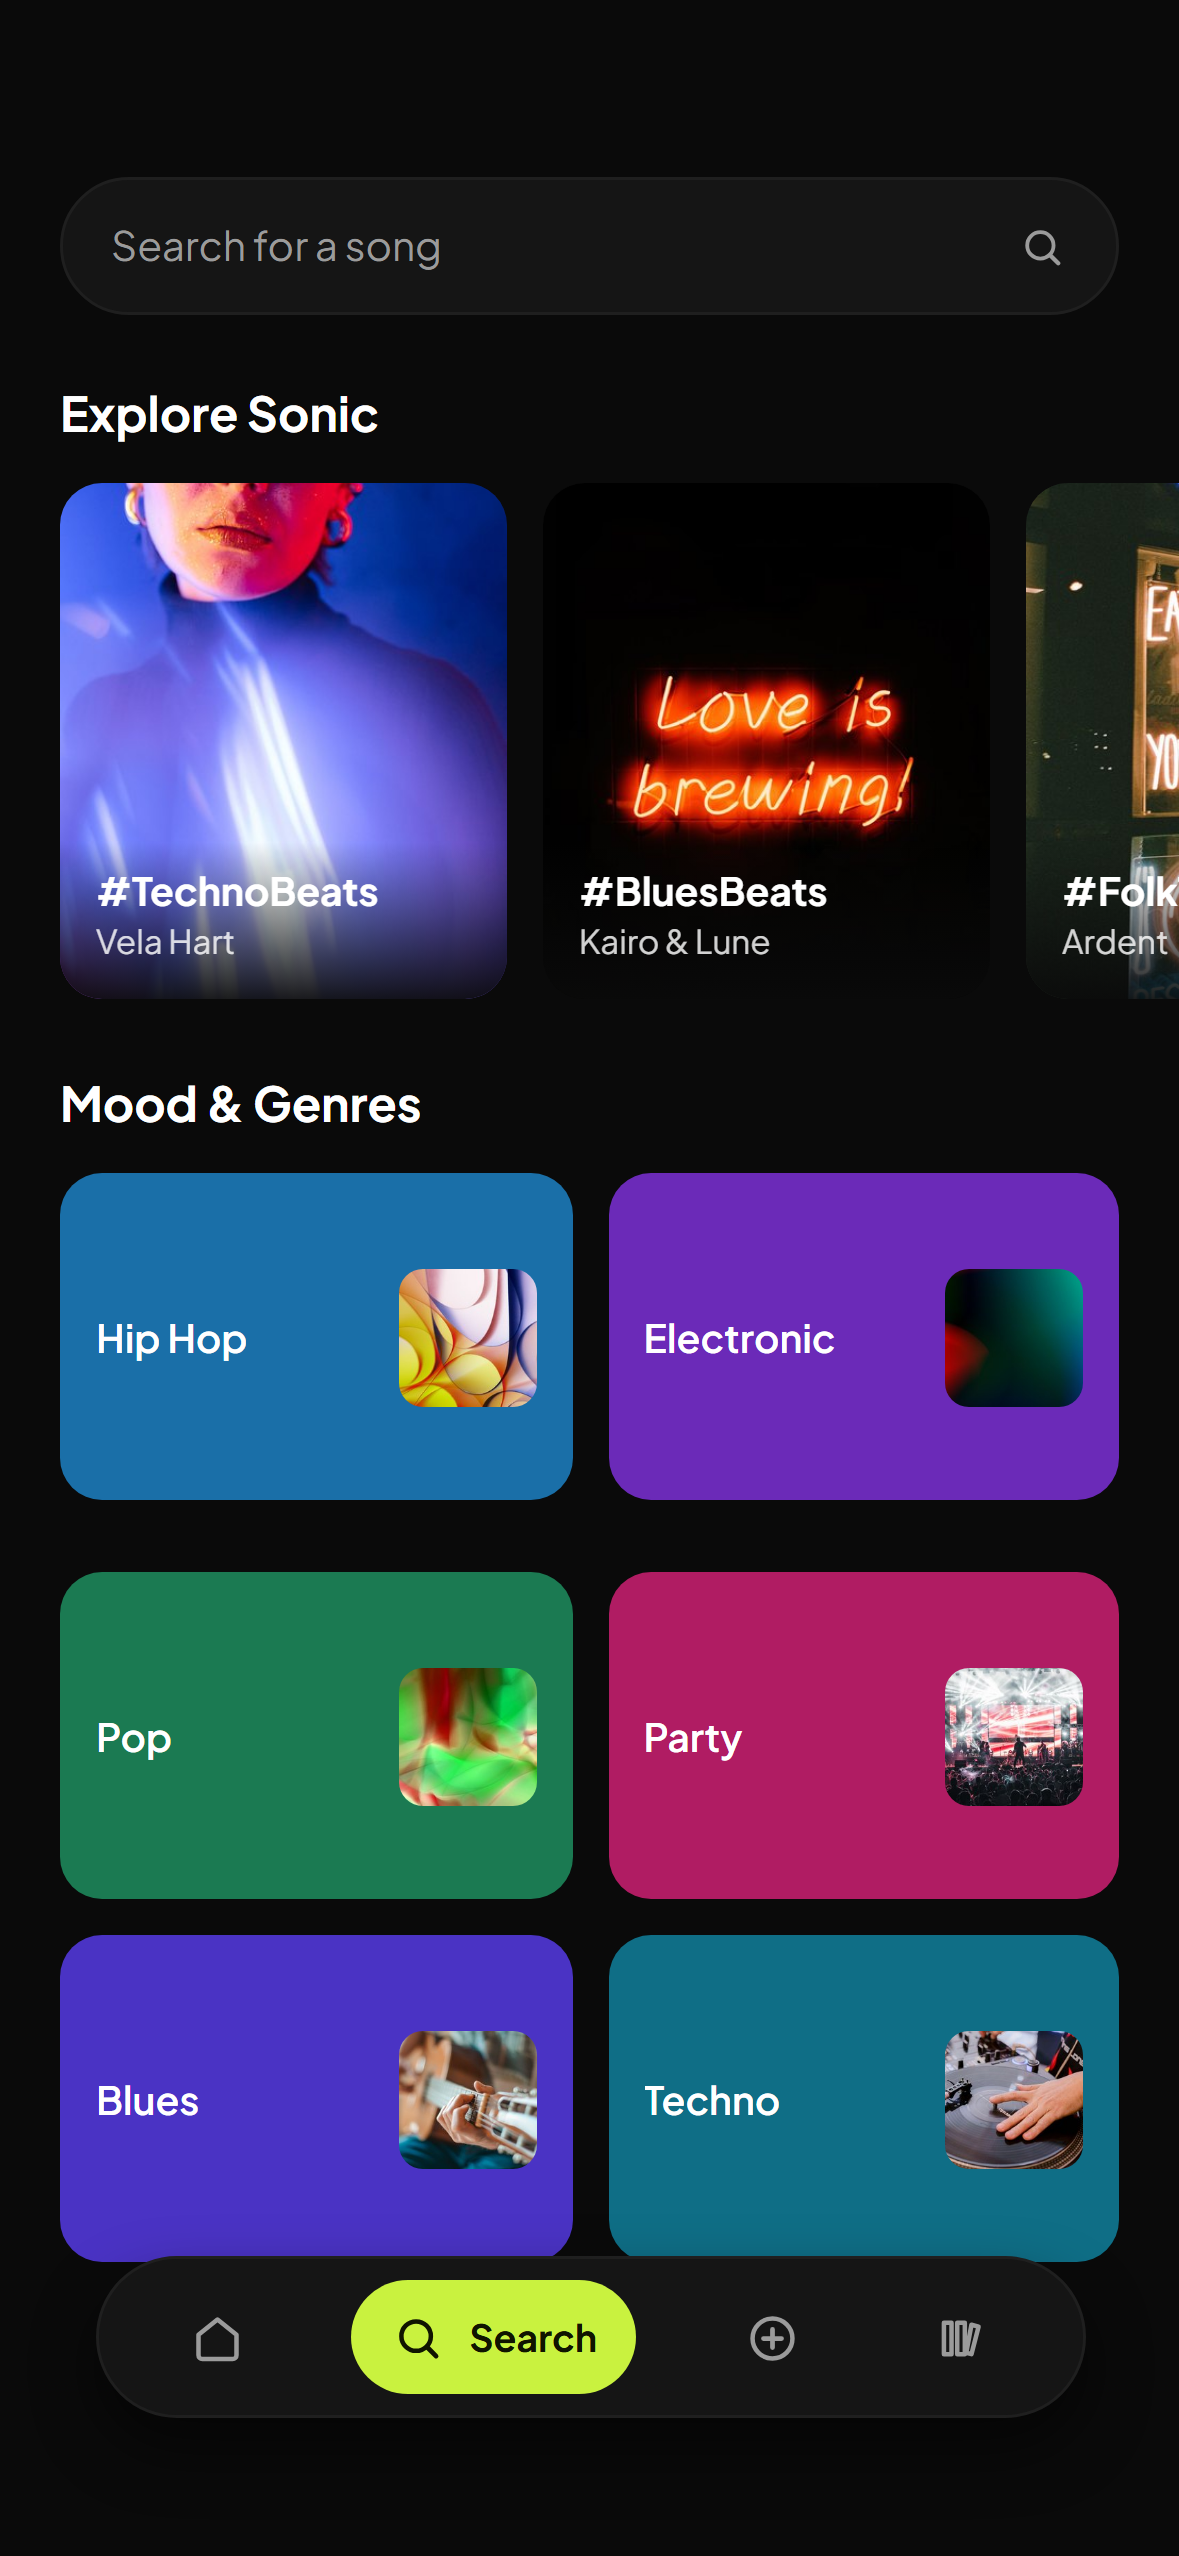 Search for a song
Explore Sonic
Love is
brewing!
#TechnoBeats
Vela Hart
#BluesBeats
Kairo & Lune
#Folk
Ardent
Mood & Genres
Hip Hop
Electronic
Pop
Party
Blues
Techno
Search